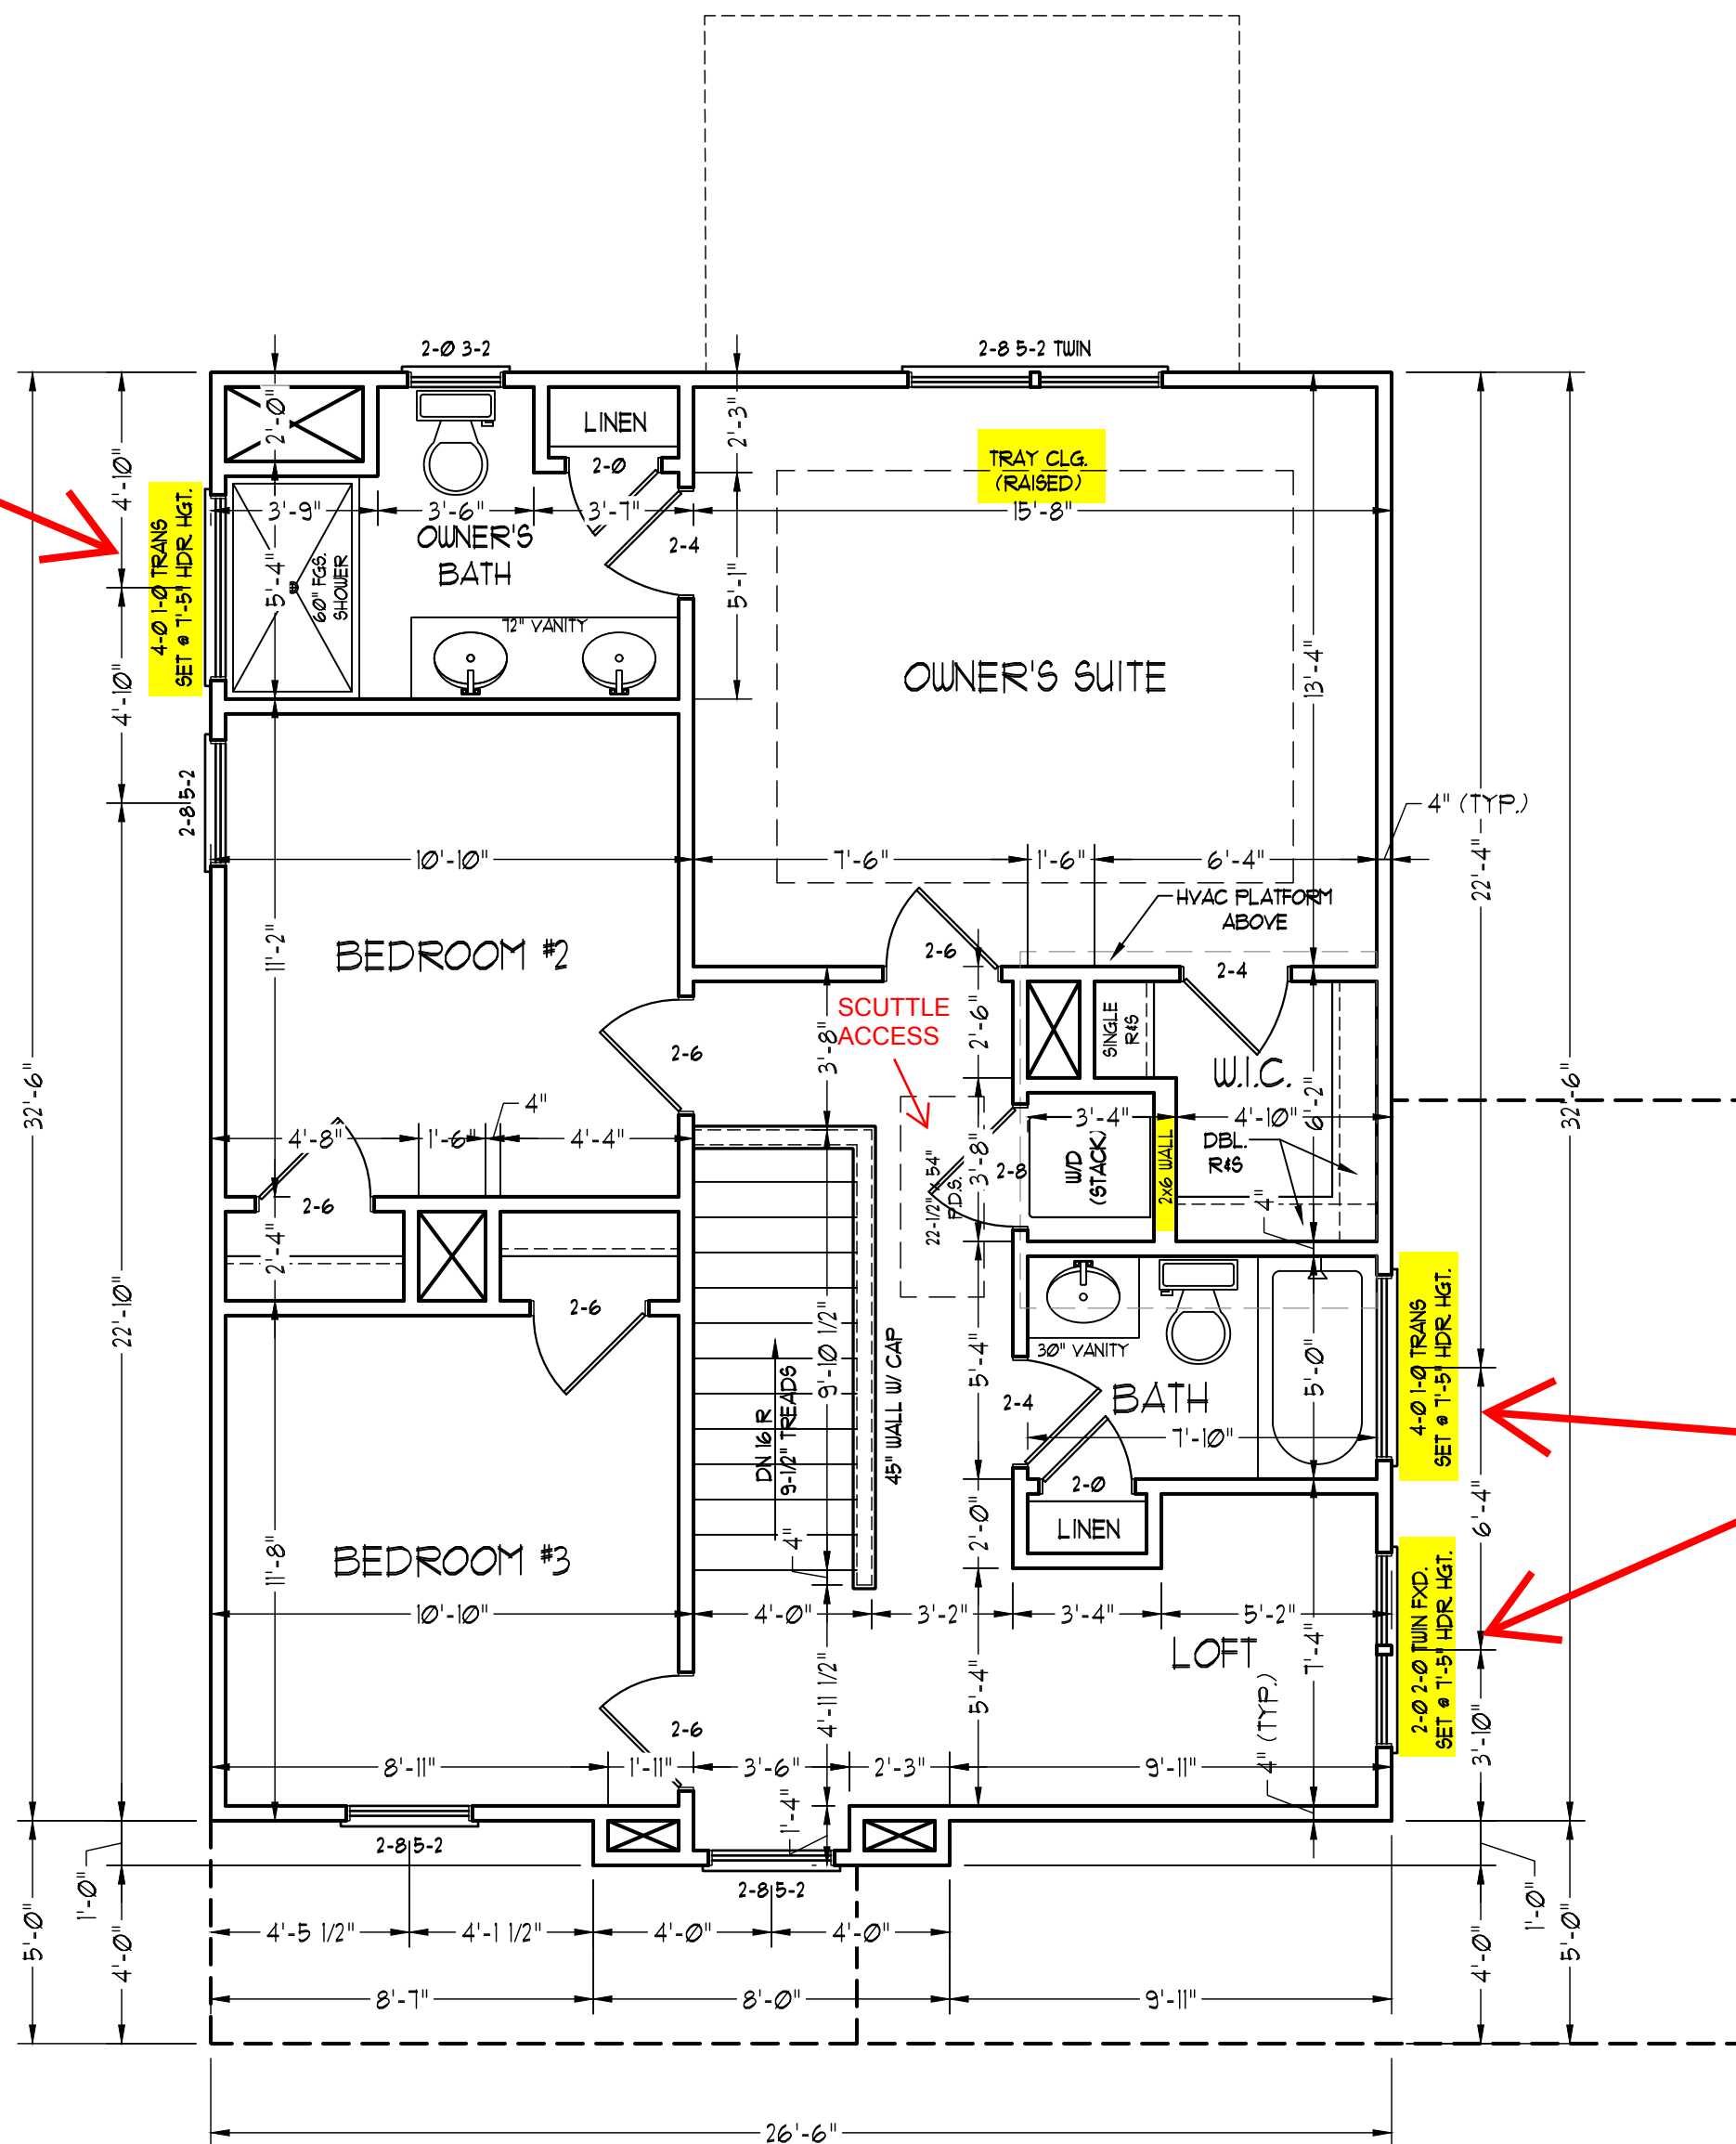 2-0 3-2
2-8 5-2 TWIN
LINEN
2-0
2'-0"
2'-3"
4'-10"
TRAY CLG.
(RAISED)
4-0 1-0 TRANS
SET @ 7'-5" HDR HGT.
3'-9"
3'-6"
3'-7"
15'-8"
OWNER'S
BATH
2-4
5'-4"
60" FGS.
SHOWER
5'-1"
72" VANITY
4'-10"
OWNER'S SUITE
13'-4"
2-8 5-2
4" (TYP.)
22'-4"
10'-10"
7'-6"
1'-6"
6'-4"
HVAC PLATFORM
ABOVE
11'-2"
BEDROOM #2
2-6
2-4
SCUTTLE
ACCESS
3'-8"
2'-6"
SINGLE
R&S
2-6
W.I.C.
32'-6"
32'-6"
4"
6'-2"
4'-8"
1'-6"
4'-4"
3'-4"
4'-10"
3'-8"
2-8
W/D
(STACK)
2x6 WALL
DBL.
R&S
22-1/2" x 54"
P.D.S.
2-6
4"
2'-4"
2-6
22'-10"
9'-10 1/2"
45" WALL W/ CAP
5'-4"
30" VANITY
5'-0"
4-0 1-0 TRANS
SET @ 7'-5" HDR HGT.
DN 16 R
9-1/2" TREADS
2-4
BATH
7'-10"
2-0
LINEN
2'-0"
6'-4"
4"
11'-8"
BEDROOM #3
10'-10"
4'-0"
3'-2"
3'-4"
5'-2"
LOFT
7'-4"
2-0 2-0 TWIN FXD.
SET @ 7'-5" HDR HGT.
4'-11 1/2"
5'-4"
4" (TYP.)
3'-10"
2-6
8'-11"
1'-11"
3'-6"
2'-3"
9'-11"
1'-4"
2-8 5-2
2-8 5-2
1'-0"
1'-0"
5'-0"
4'-0"
4'-5 1/2"
4'-1 1/2"
4'-0"
4'-0"
4'-0"
5'-0"
8'-7"
8'-0"
9'-11"
26'-6"